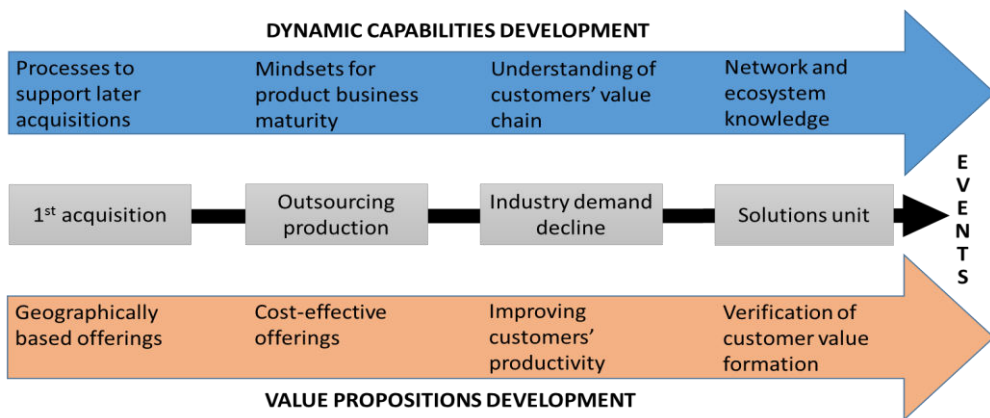 DYNAMIC CAPABILITIES DEVELOPMENT
Processes to
support later
acquisitions
Mindsets for
product business
maturity
Understanding of
customers' value
chain
Network and
ecosystem
knowledge
1st acquisition
Outsourcing
production
Industry demand
decline
Solutions unit
EVENTS
Geographically
based offerings
Cost-effective
offerings
Improving
customers'
productivity
Verification of
customer value
formation
VALUE PROPOSITIONS DEVELOPMENT